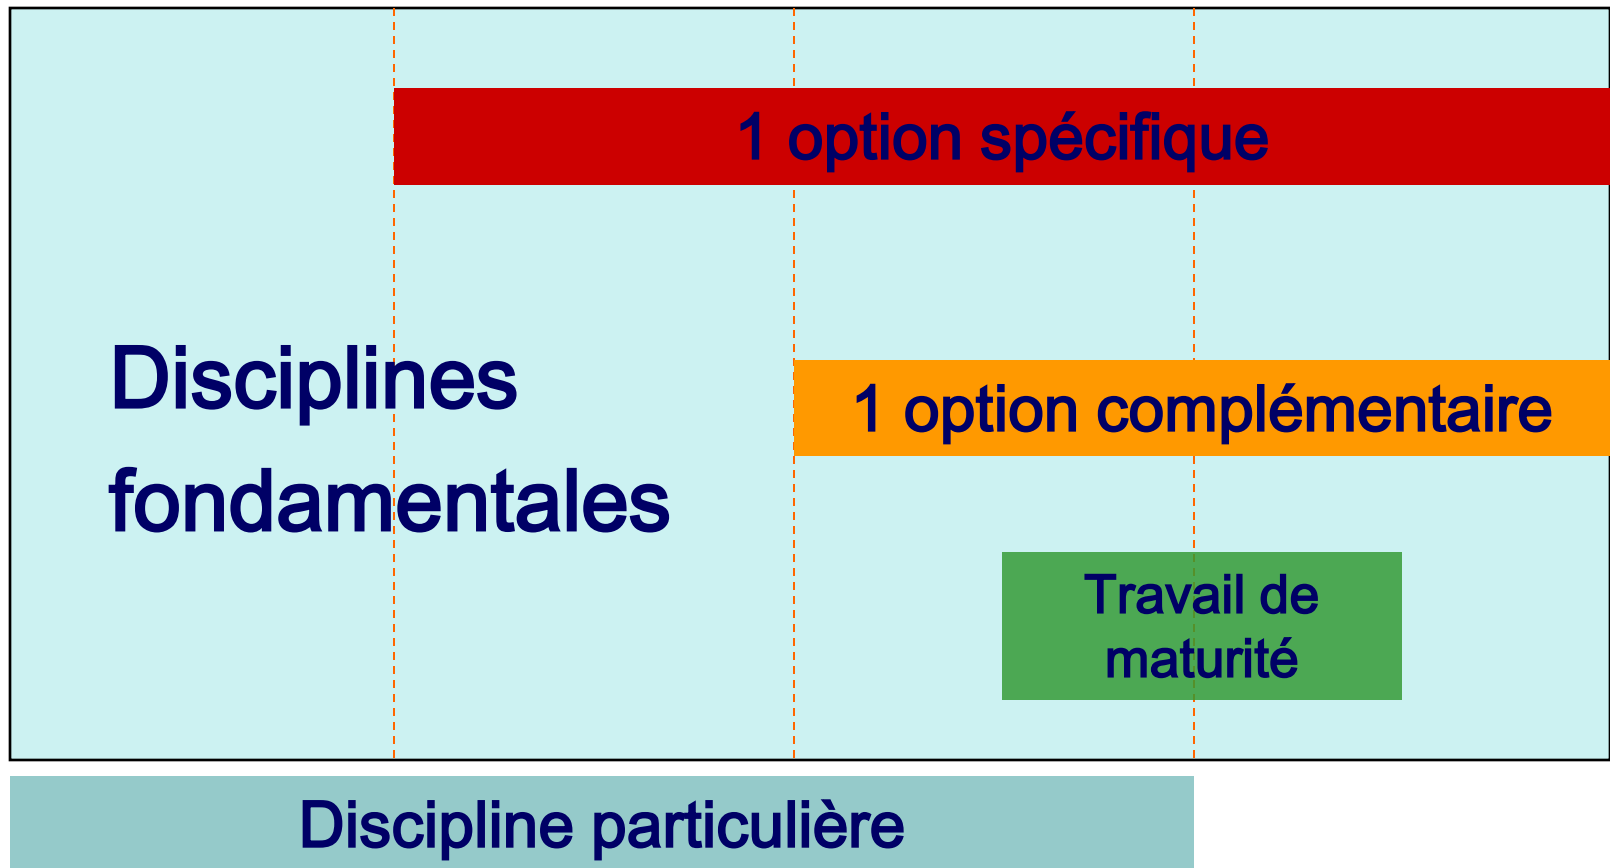 1 option spécifique
Disciplines
fondamentales
1 option complémentaire
Travail de
maturité
Discipline particulière